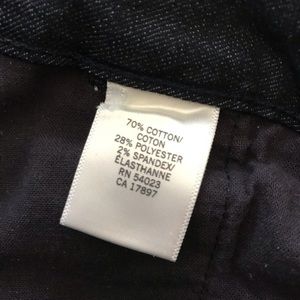 70% COTTON/
COTON
28% POLYESTER
2% SPANDEX/
ÉLASTHANNE
RN 54023
CA 17897